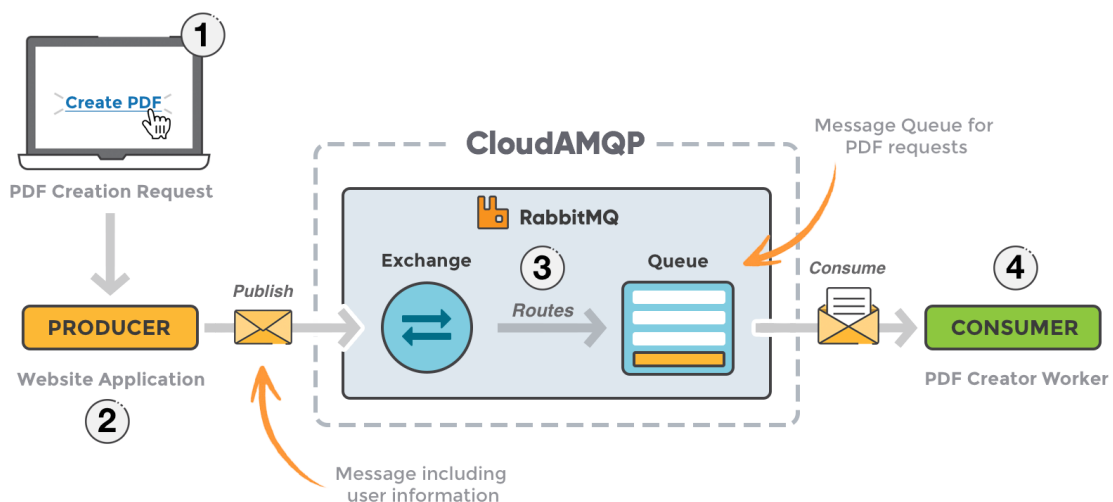 1
Create PDF
PDF Creation Request
CloudAMQP
Message Queue for
PDF requests
RabbitMQ
Exchange
3
Queue
Consume
4
Publish
Routes
PRODUCER
CONSUMER
Website Application
PDF Creator Worker
2
Message including
user information